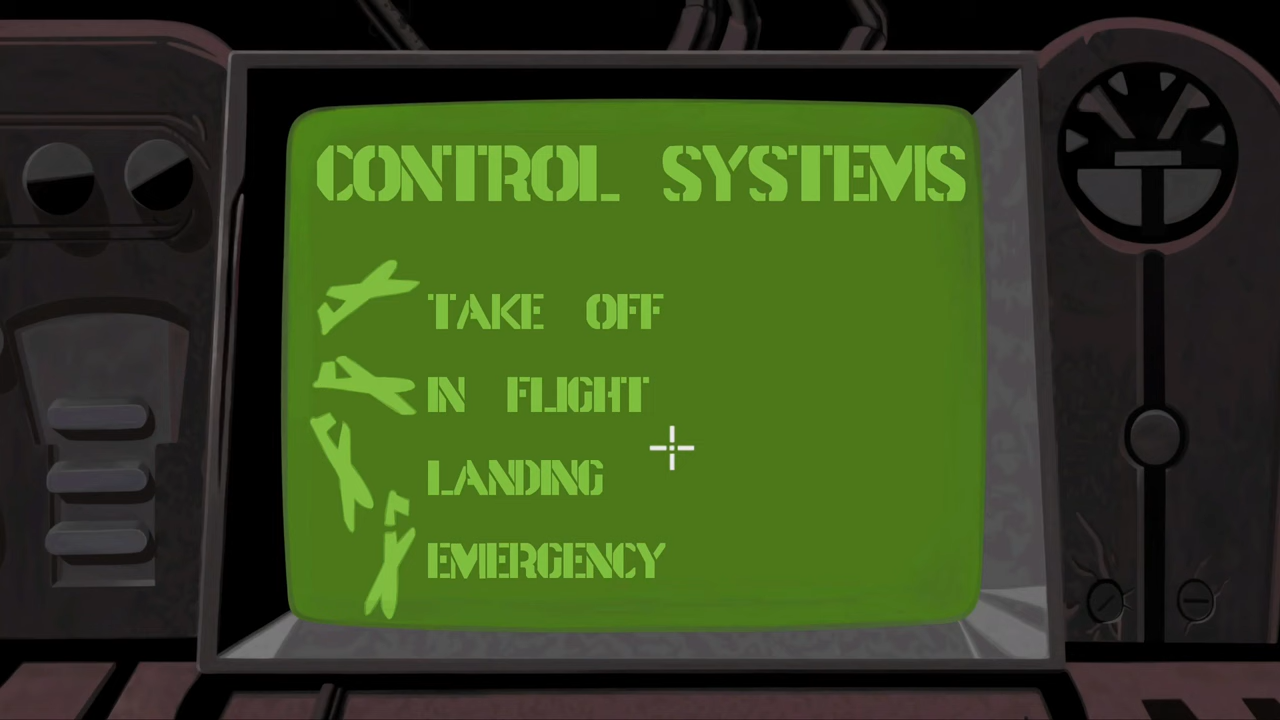 CONTROL SYSTEMS
TAKE OFF
IN FLIGHT
LANDING
EMERGENCY